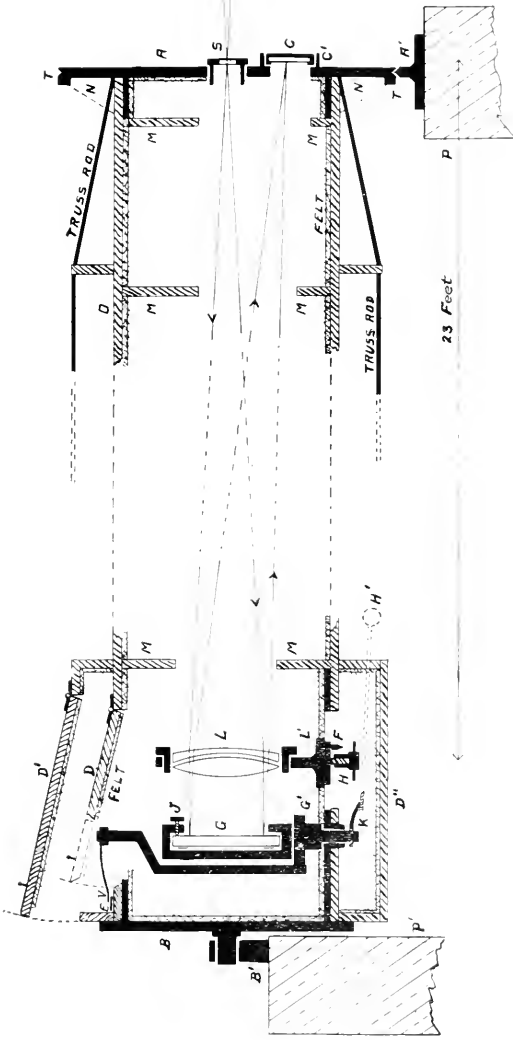 T
N
A
S
C
C'
N
T
A'
P
TRUSS ROD
M
M
FELT
O
M
M
TRUSS ROD
23 Feet
M
M
H'
D'
D
FELT
L
L'
F
H
D"
J
G
G'
K
I
I
E
V
B
B'
P'